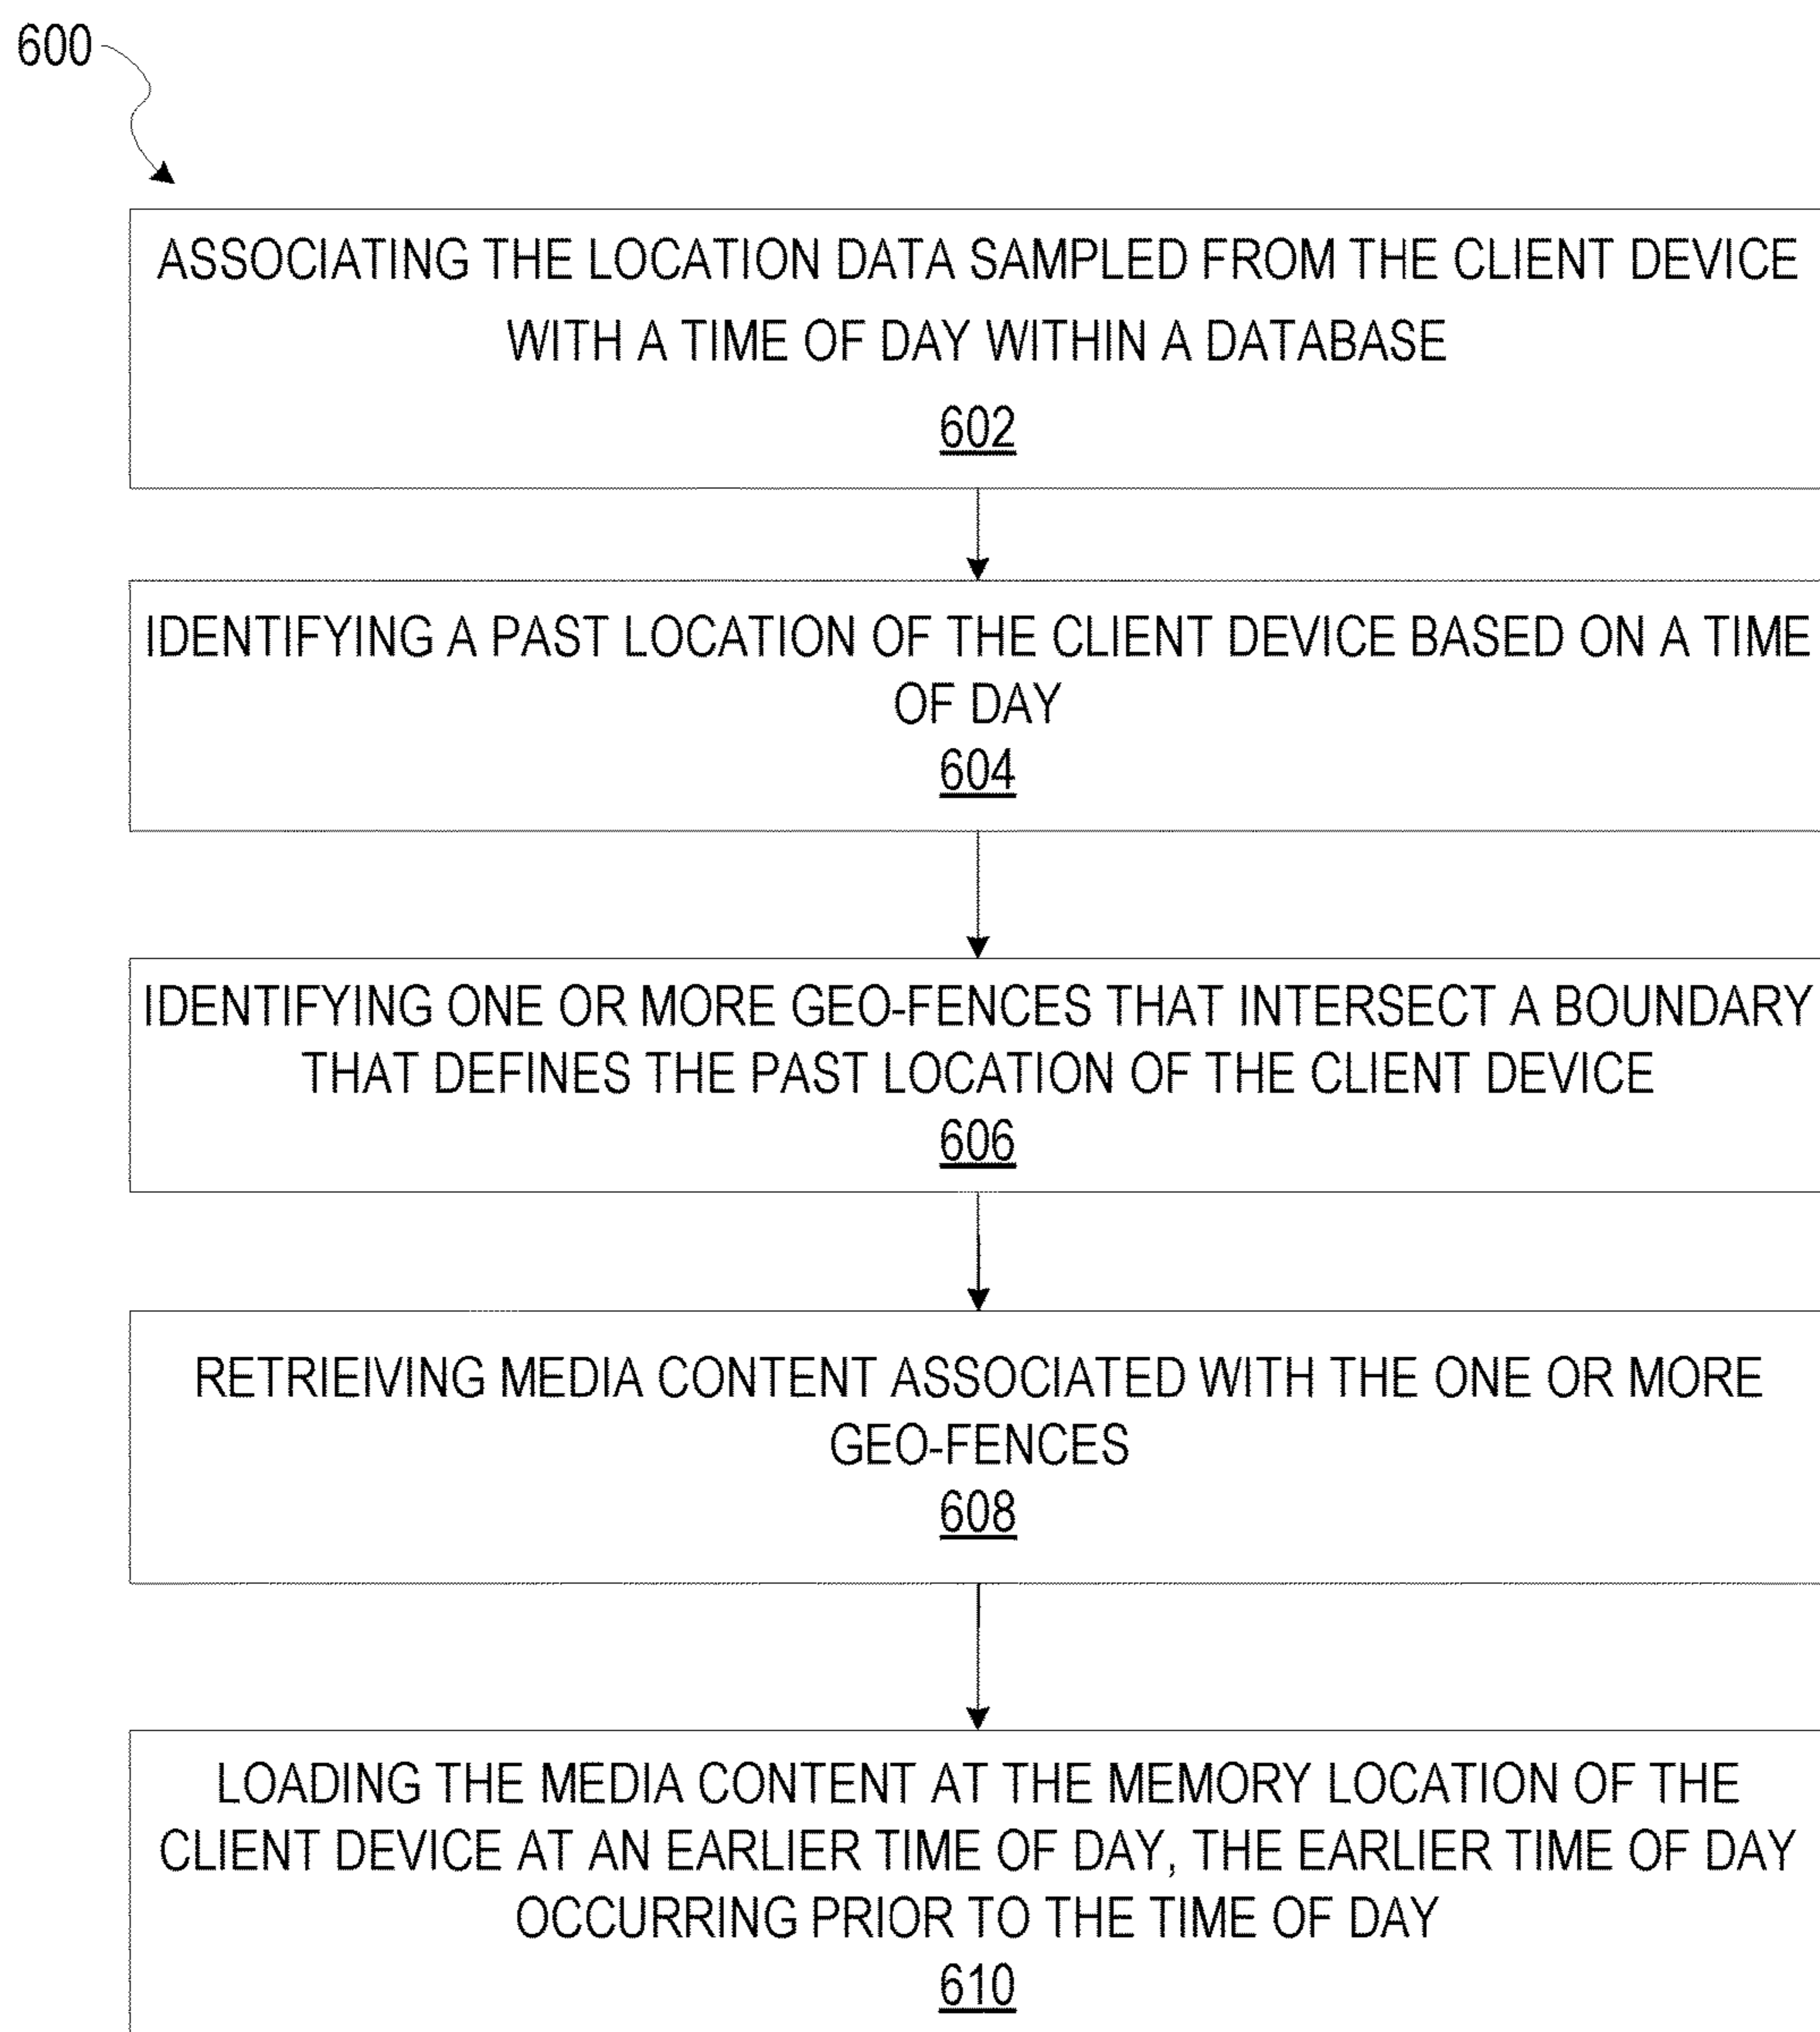 600
ASSOCIATING THE LOCATION DATA SAMPLED FROM THE CLIENT DEVICE
WITH A TIME OF DAY WITHIN A DATABASE
602
IDENTIFYING A PAST LOCATION OF THE CLIENT DEVICE BASED ON A TIME
OF DAY
604
IDENTIFYING ONE OR MORE GEO-FENCES THAT INTERSECT A BOUNDARY
THAT DEFINES THE PAST LOCATION OF THE CLIENT DEVICE
606
RETRIEIVING MEDIA CONTENT ASSOCIATED WITH THE ONE OR MORE
GEO-FENCES
608
LOADING THE MEDIA CONTENT AT THE MEMORY LOCATION OF THE
CLIENT DEVICE AT AN EARLIER TIME OF DAY, THE EARLIER TIME OF DAY
OCCURRING PRIOR TO THE TIME OF DAY
610